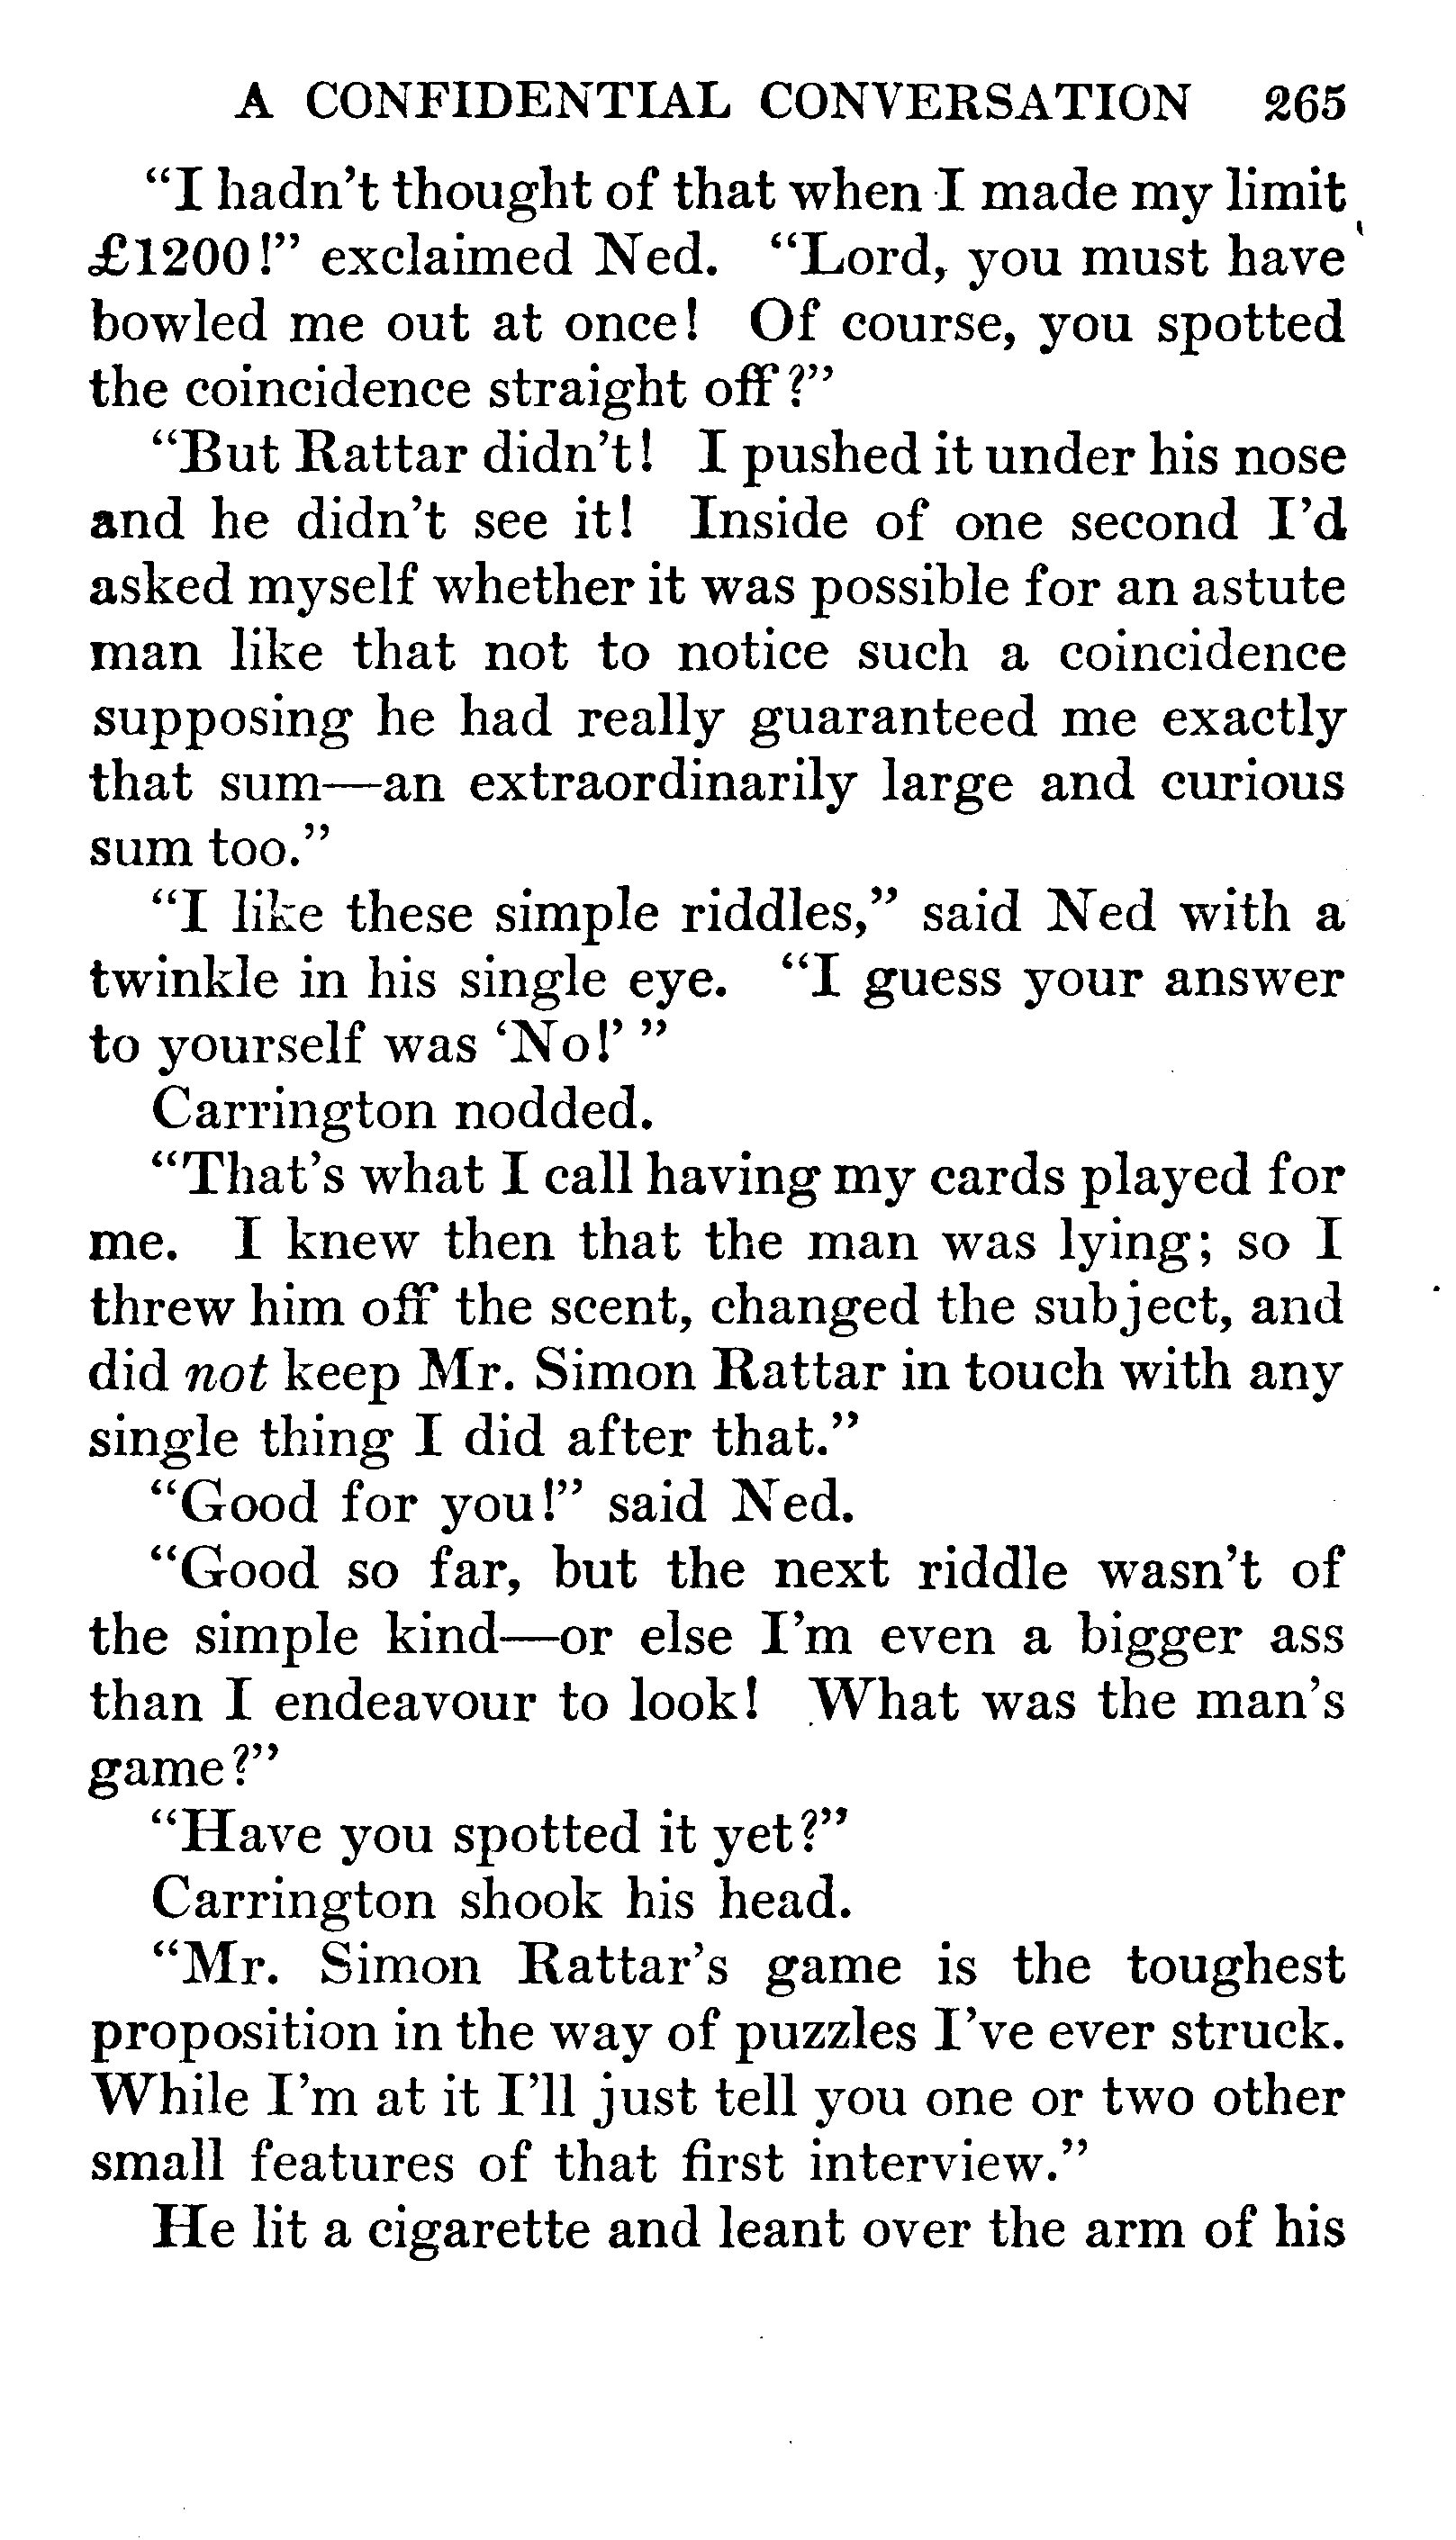 A CONFIDENTIAL CONVERSATION 265
“I hadn’t thought of that when I made my limit
£1200!” exclaimed Ned. “Lord, you must have
bowled me out at once! Of course, you spotted
the coincidence straight off?”
“But Rattar didn’t! I pushed it under his nose
and he didn’t see it! Inside of one second I’d
asked myself whether it was possible for an astute
man like that not to notice such a coincidence
supposing he had really guaranteed me exactly
that sum—an extraordinarily large and curious
sum too.”
“I like these simple riddles,” said Ned with a
twinkle in his single eye. “I guess your answer
to yourself was ‘No!’ ”
Carrington nodded.
“That’s what I call having my cards played for
me. I knew then that the man was lying; so I
threw him off the scent, changed the subject, and
did not keep Mr. Simon Rattar in touch with any
single thing I did after that.”
“Good for you!” said Ned.
“Good so far, but the next riddle wasn’t of
the simple kind—or else I’m even a bigger ass
than I endeavour to look! What was the man’s
game?”
“Have you spotted it yet?”
Carrington shook his head.
“Mr. Simon Rattar’s game is the toughest
proposition in the way of puzzles I’ve ever struck.
While I’m at it I’ll just tell you one or two other
small features of that first interview.”
He lit a cigarette and leant over the arm of his